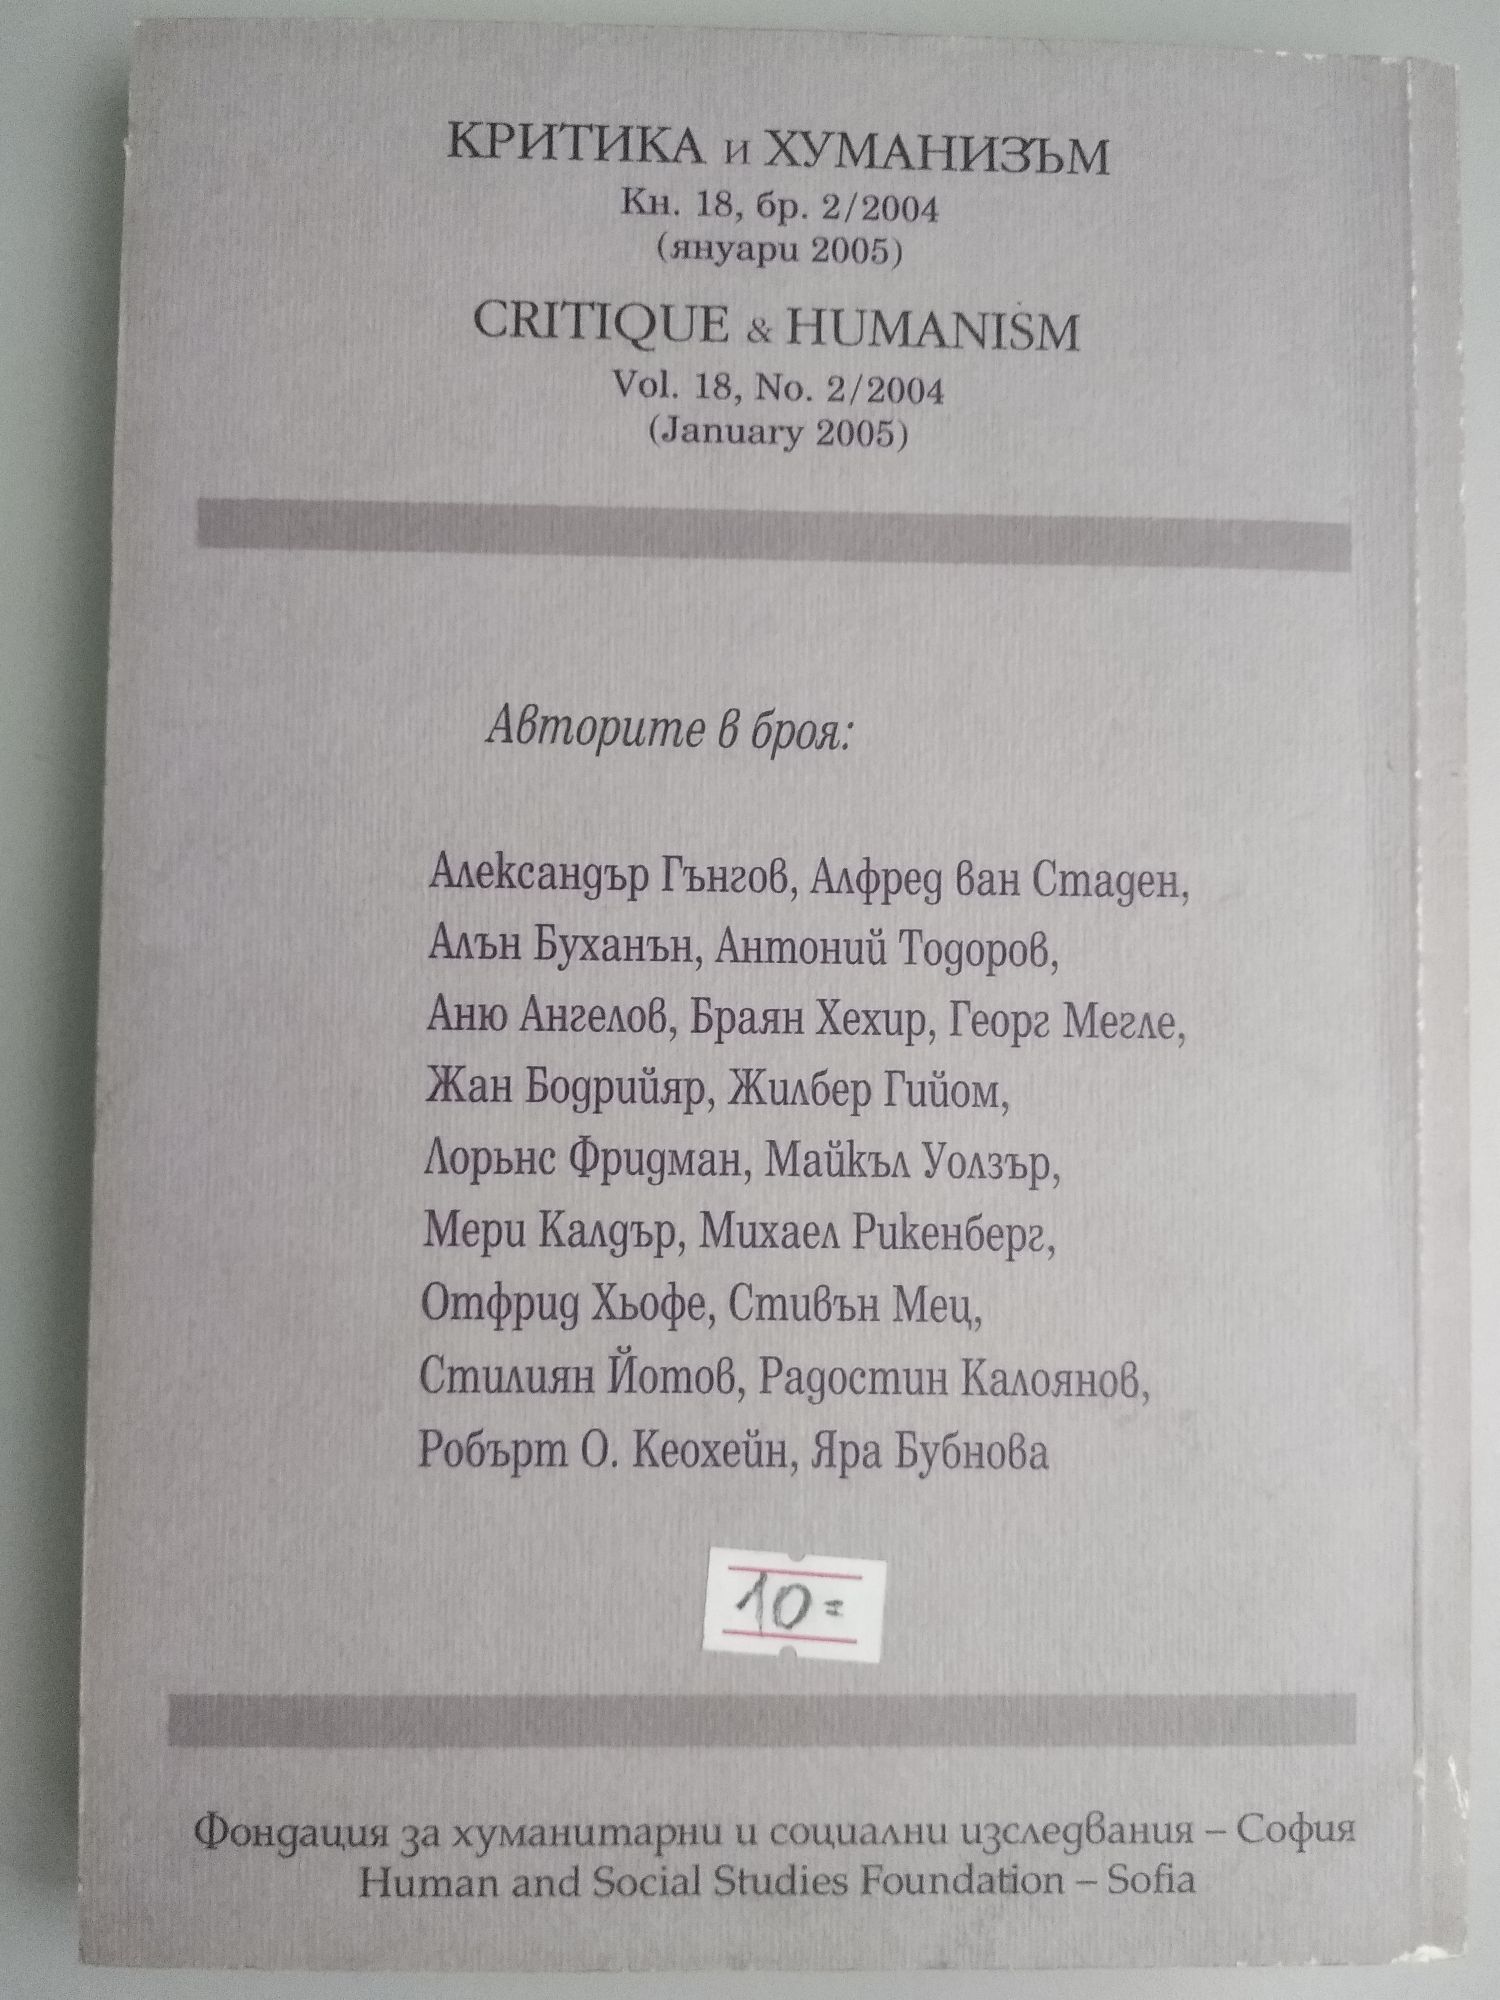 КРИТИКА и ХУМАНИЗЪМ
Кн. 18, бр. 2/2004
(януари 2005)
CRITIQUE & HUMANISM
Vol. 18, No. 2/2004
(January 2005)
Авторите в броя:
Александър Гънгов, Алфред ван Стаден,
Алън Буханън, Антоний Тодоров,
Аню Ангелов, Браян Хехир, Георг Мегле,
Жан Бодрийяр, Жилбер Гийом,
Лорънс Фридман, Майкъл Уолзър,
Мери Калдър, Михаел Рикенберг,
Отфрид Хьофе, Стивън Мец,
Стилиян Йотов, Радостин Калоянов,
Робърт О. Кеохейн, Яра Бубнова
10=
Фондация за хуманитарни и социални изследвания – София
Human and Social Studies Foundation – Sofia